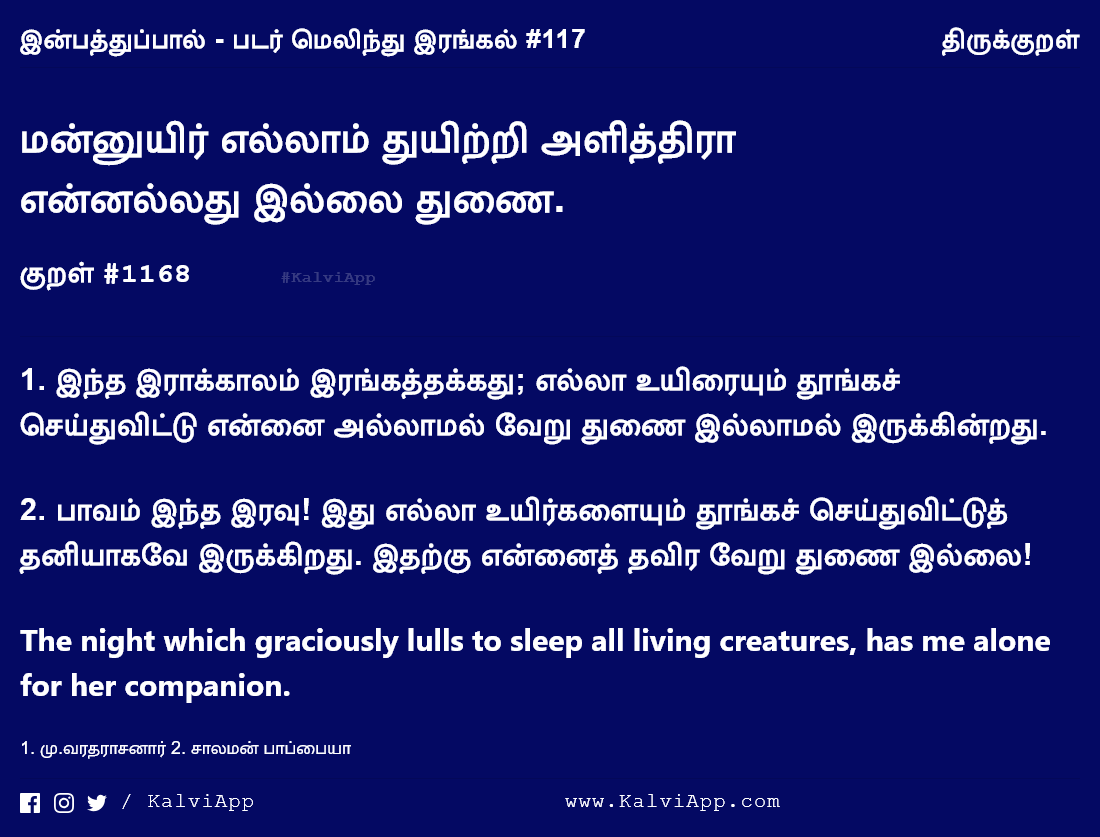 இன்பத்துப்பால் - படர் மெலிந்து இரங்கல் #117
திருக்குறள்
மன்னுயிர் எல்லாம் துயிற்றி அளித்திரா
என்னல்லது இல்லை துணை.
குறள் #1168
#KalviApp
1. இந்த இராக்காலம் இரங்கத்தக்கது; எல்லா உயிரையும் தூங்கச்
செய்துவிட்டு என்னை அல்லாமல் வேறு துணை இல்லாமல் இருக்கின்றது.
2. பாவம் இந்த இரவு! இது எல்லா உயிர்களையும் தூங்கச் செய்துவிட்டுத்
தனியாகவே இருக்கிறது. இதற்கு என்னைத் தவிர வேறு துணை இல்லை!
The night which graciously lulls to sleep all living creatures, has me alone
for her companion.
1. மு.வரதராசனார் 2. சாலமன் பாப்பையா
/ KalviApp
www.KalviApp.com